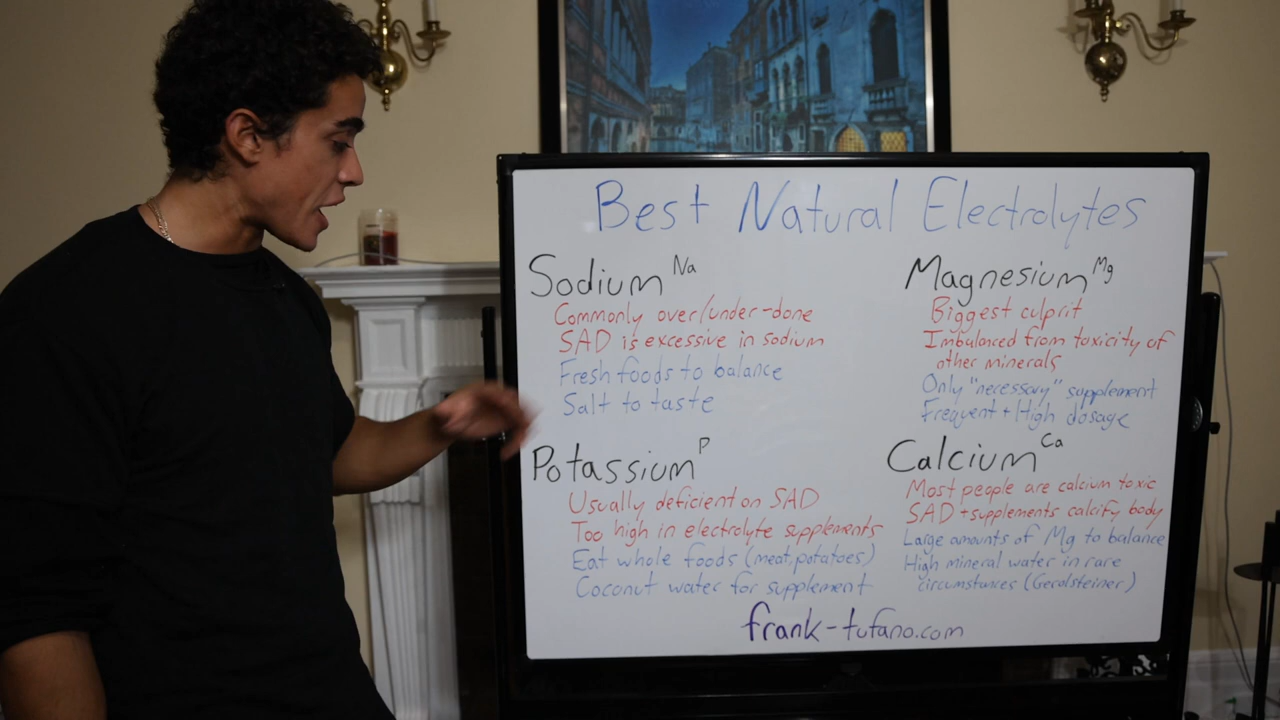 Best Natural Electrolytes
Sodium Na
Commonly over/under-done
SAD is excessive in sodium
Fresh foods to balance
Salt to taste
Potassium P
Usually deficient on SAD
Too high in electrolyte supplements
Eat whole foods (meat, potatoes)
Coconut water for supplement
Magnesium Mg
Biggest culprit
Imbalanced from toxicity of
other minerals
Only "necessary" supplement
Frequent + High dosage
Calcium Ca
Most people are calcium toxic
SAD + supplements calcify body
Large amounts of Mg to balance
High mineral water in rare
circumstances (Gerolsteiner)
frank-tufano.com